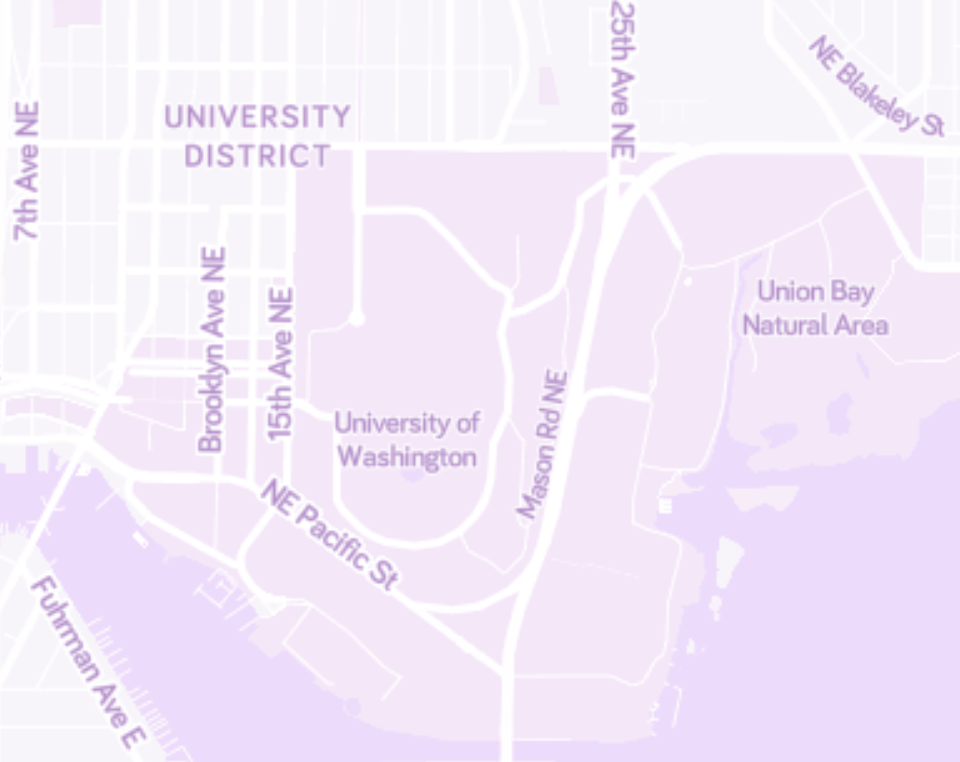 25th Ave NE
NE Blakeley St
7th Ave NE
UNIVERSITY
DISTRICT
Brooklyn Ave NE
15th Ave NE
Union Bay
Natural Area
University of
Washington
Mason Rd NE
NE Pacific St
Fuhrman Ave E